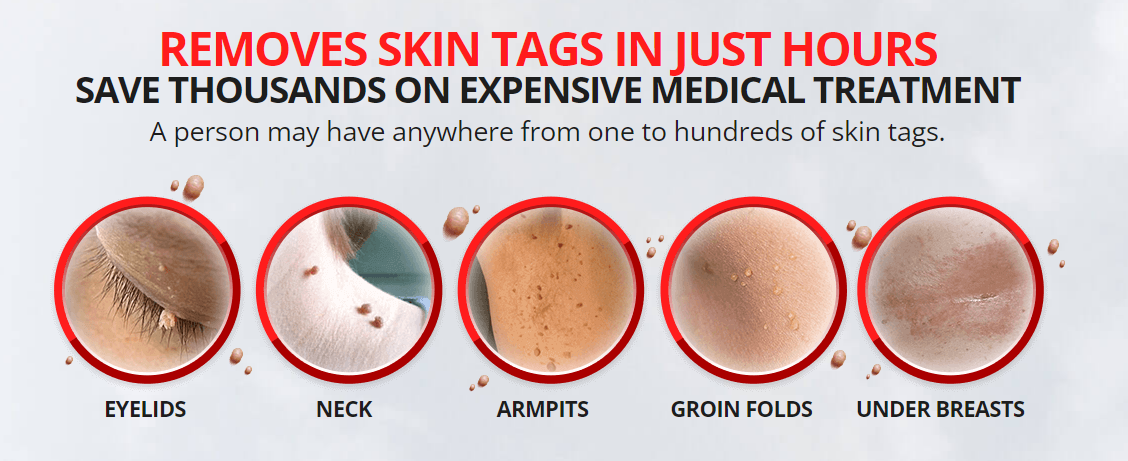 REMOVES SKIN TAGS IN JUST HOURS
SAVE THOUSANDS ON EXPENSIVE MEDICAL TREATMENT
A person may have anywhere from one to hundreds of skin tags.
EYELIDS
NECK
ARMPITS
GROIN FOLDS
UNDER BREASTS